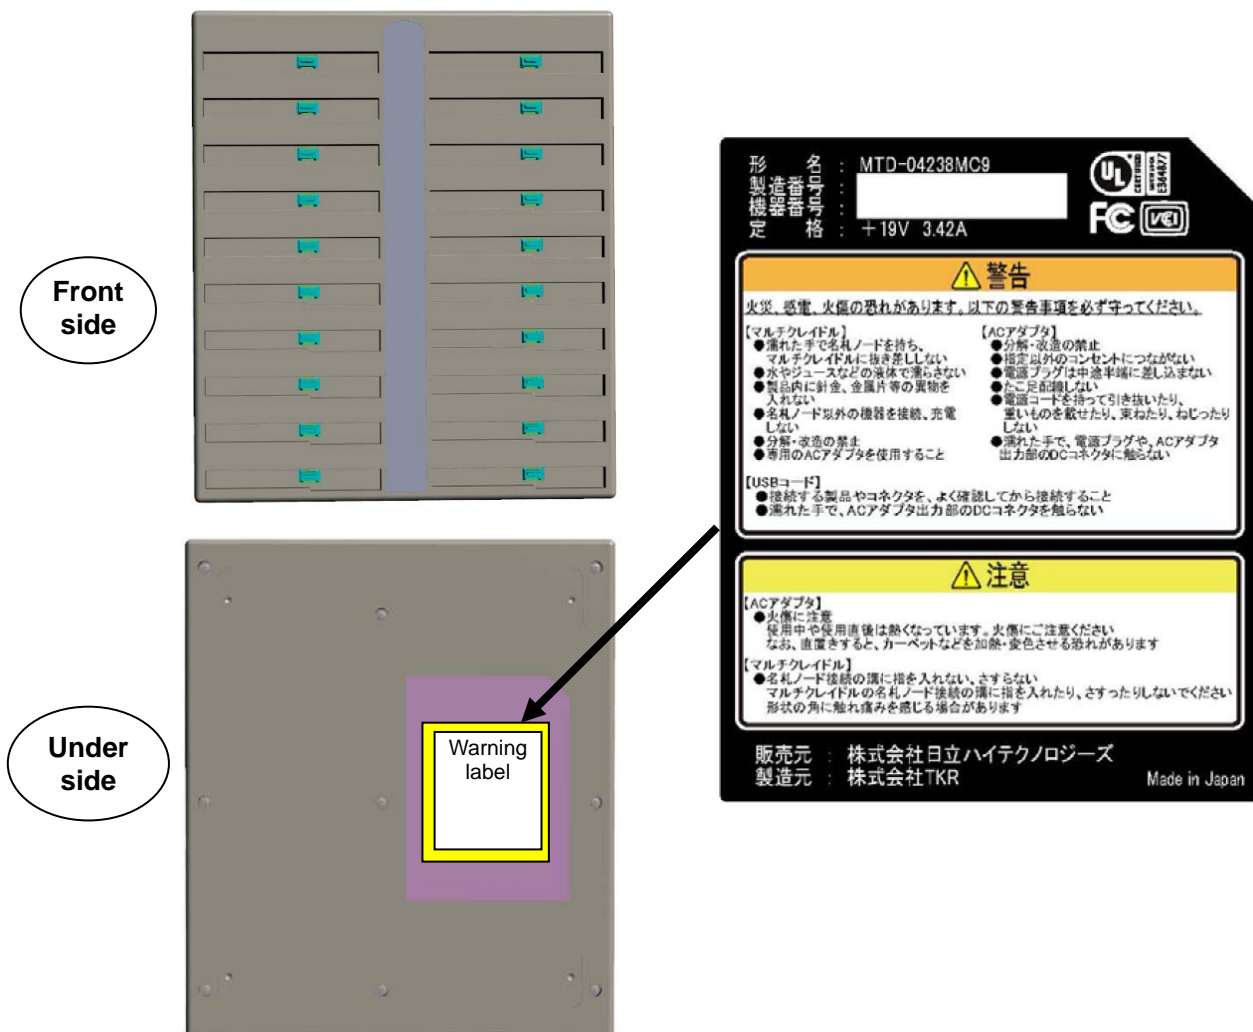 Front
side
Under
side
Warning
label
形 名 : MTD-04238MC9
製造番号 :
機器番号 :
定 格 : +19V 3.42A
UL
FC
VCI
警告
火災、感電、火傷の恐れがあります。以下の警告事項を必ず守ってください。
【マルチクレイドル】
●濡れた手で名札ノードを持ち、
マルチクレイドルに抜き差ししない
●水やジュースなどの液体で濡らさない
●製品内に針金、金属片等の異物を
入れない
●名札ノード以外の機器を接続、充電
しない
●分解・改造の禁止
●専用のACアダプタを使用すること
【ACアダプタ】
●分解・改造の禁止
●指定以外のコンセントにつながない
●電源プラグは中途半端に差し込まない
●たこ足配線しない
●電源コードを持って引き抜いたり、
重いものを載せたり、束ねたり、ねじったり
しない
●濡れた手で、電源プラグや、ACアダプタ
出力部のDCコネクタに触らない
【USBコード】
●接続する製品やコネクタを、よく確認してから接続すること
●濡れた手で、ACアダプタ出力部のDCコネクタを触らない
注意
【ACアダプタ】
●火傷に注意
使用中や使用直後は熱くなっています。火傷にご注意ください
なお、直置きすると、カーペットなどを加熱・変色させる恐れがあります
【マルチクレイドル】
●名札ノード接続の溝に指を入れない、さすらない
マルチクレイドルの名札ノード接続の溝に指を入れたり、さすったりしないでください
形状の角に触れ痛みを感じる場合があります
販売元 : 株式会社日立ハイテクノロジーズ
製造元 : 株式会社TKR
Made in Japan